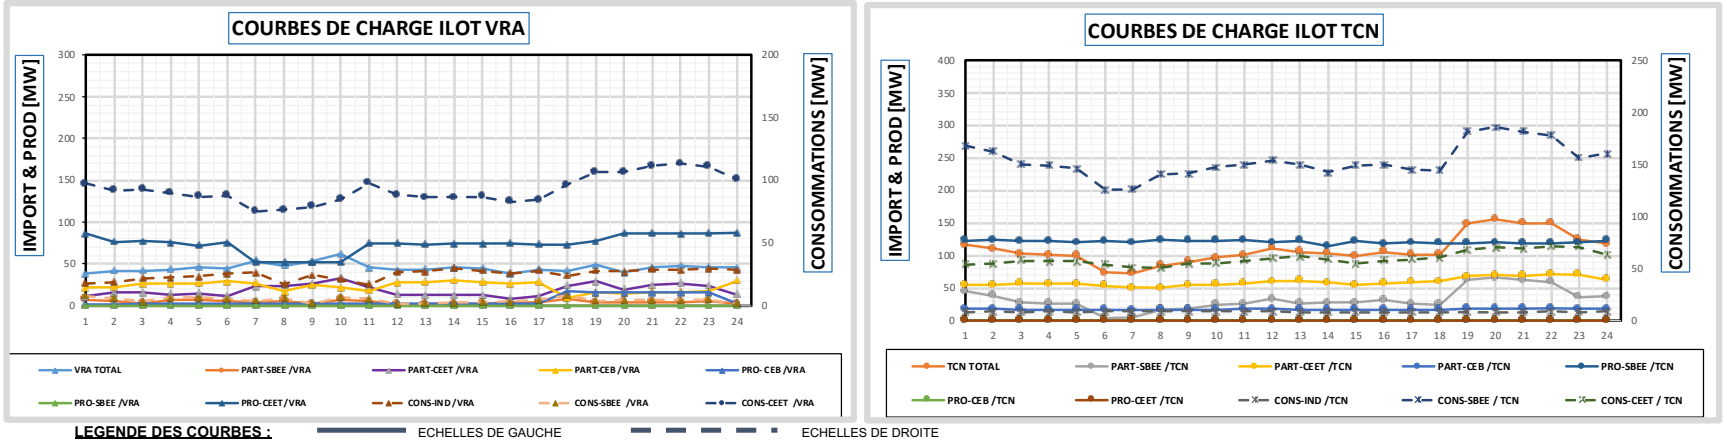 COURBES DE CHARGE ILOT VRA
IMPORT & PROD [MW]
300
250
200
150
100
50
0
200
150
100
50
0
CONSOMMATIONS [MW]
1 2 3 4 5 6 7 8 9 10 11 12 13 14 15 16 17 18 19 20 21 22 23 24
VRA TOTAL PART-SBEE /VRA PART-CEET /VRA PART-CEB /VRA PRO- CEB /VRA
PRO-SBEE /VRA PRO-CEET/ VRA CONS-IND /VRA CONS-SBEE /VRA CONS-CEET /VRA
COURBES DE CHARGE ILOT TCN
IMPORT & PROD [MW]
400
350
300
250
200
150
100
50
0
250
200
150
100
50
0
CONSOMMATIONS [MW]
1 2 3 4 5 6 7 8 9 10 11 12 13 14 15 16 17 18 19 20 21 22 23 24
TCN TOTAL PART-SBEE /TCN PART-CEET /TCN PART-CEB /TCN PRO-SBEE /TCN
PRO-CEB /TCN PRO-CEET /TCN CONS-IND /TCN CONS-SBEE / TCN CONS-CEET / TCN
LEGENDE DES COURBES : ECHELLES DE GAUCHE ECHELLES DE DROITE